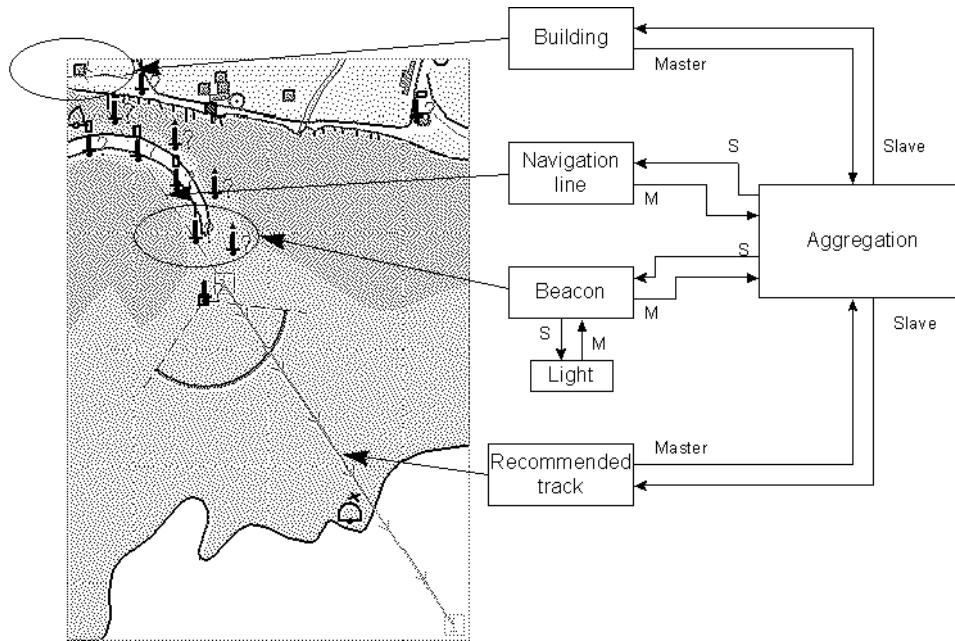 Building
Master
Slave
Navigation
line
S
M
Aggregation
S
Beacon
M
S
M
Light
Slave
Recommended
track
Master